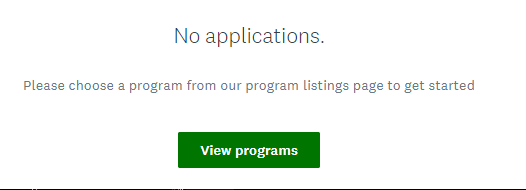 No applications.
Please choose a program from our program listings page to get started
View programs